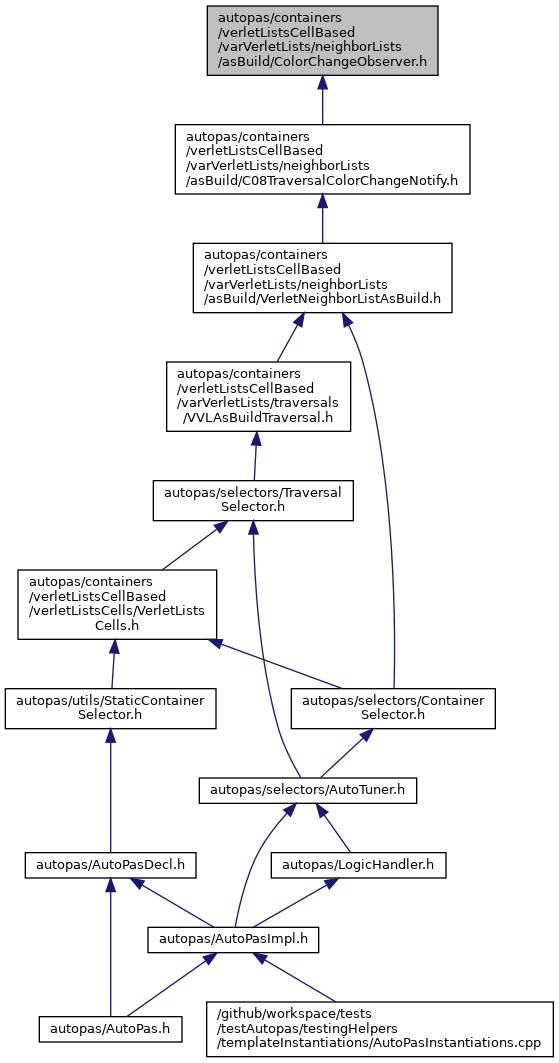 autopas/containers
/verletListsCellBased
/varVerletLists/neighborLists
/asBuild/ColorChangeObserver.h
autopas/containers
/verletListsCellBased
/varVerletLists/neighborLists
/asBuild/C08TraversalColorChangeNotify.h
autopas/containers
/verletListsCellBased
/varVerletLists/neighborLists
/asBuild/VerletNeighborListAsBuild.h
autopas/containers
/verletListsCellBased
/varVerletLists/traversals
/VVLAsBuildTraversal.h
autopas/selectors/Traversal
Selector.h
autopas/containers
/verletListsCellBased
/verletListsCells/VerletLists
Cells.h
autopas/utils/StaticContainer
Selector.h
autopas/selectors/Container
Selector.h
autopas/selectors/AutoTuner.h
autopas/AutoPasDecl.h
autopas/LogicHandler.h
autopas/AutoPasImpl.h
autopas/AutoPas.h
/github/workspace/tests
/testAutopas/testingHelpers
/templateInstantiations/AutoPasInstantiations.cpp